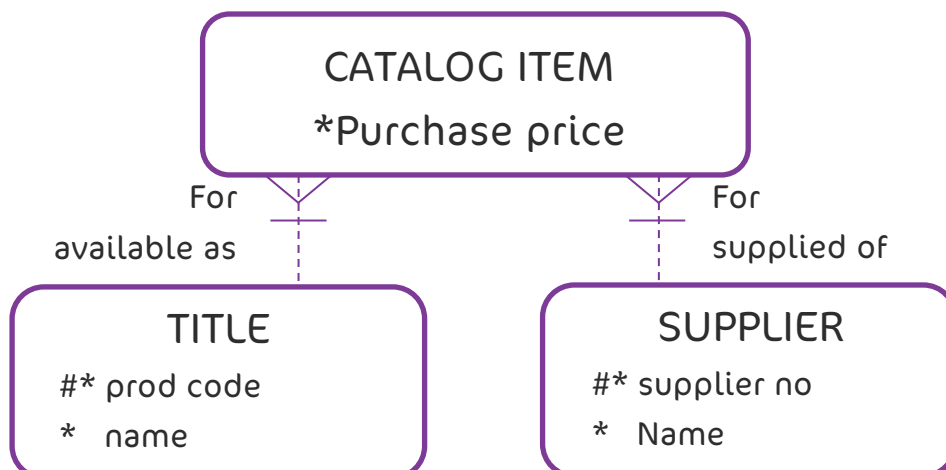 CATALOG ITEM
*Purchase price
For
available as
For
supplied of
TITLE
#* prod code
* name
SUPPLIER
#* supplier no
* Name